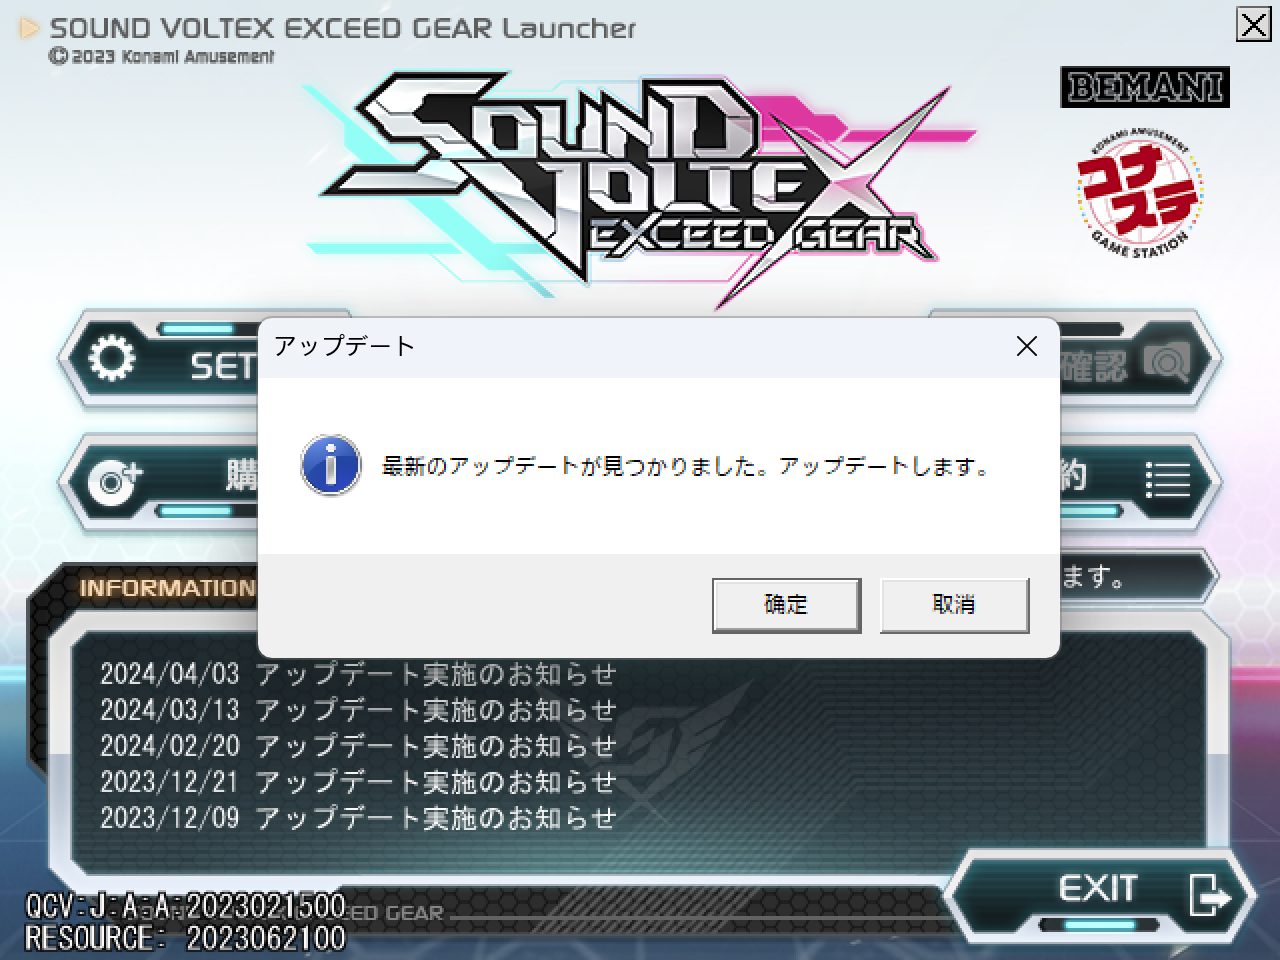 SOUND VOLTEX EXCEED GEAR Launcher
©2023 Konami Amusement
BEMANI
SOUND
VOLTEX
EXCEED GEAR
KONAMI AMUSEMENT
コナステ
GAME STATION
SET
確認
アップデート
最新のアップデートが見つかりました。アップデートします。
购
約
确定
取消
ます。
INFORMATION
2024/04/03 アップデート実施のお知らせ
2024/03/13 アップデート実施のお知らせ
2024/02/20 アップデート実施のお知らせ
2023/12/21 アップデート実施のお知らせ
2023/12/09 アップデート実施のお知らせ
EXIT
QCV:J:A:A:2023021500
EED GEAR
RESOURCE: 2023062100